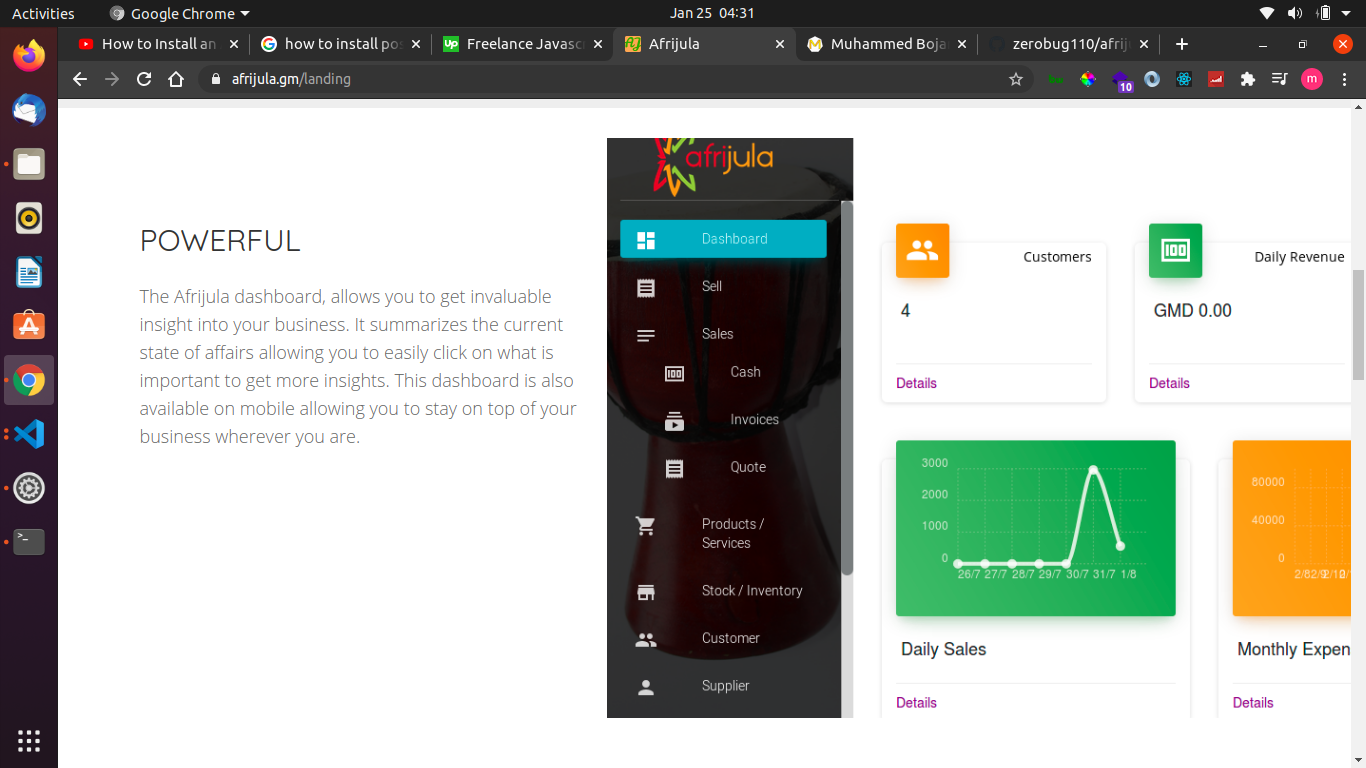 Activities
Google Chrome
Jan 25 04:31
How to Install an
how to install pos
Freelance Javasc
Afrijula
Muhammed Boja
zerobug110/afrij
afrijula.gm/landing
10
m
afrijula
POWERFUL
The Afrijula dashboard, allows you to get invaluable
insight into your business. It summarizes the current
state of affairs allowing you to easily click on what is
important to get more insights. This dashboard is also
available on mobile allowing you to stay on top of your
business wherever you are.
Dashboard
Sell
Sales
Cash
Invoices
Quote
Products /
Services
Stock / Inventory
Customer
Supplier
Customers
4
Details
Daily Revenue
GMD 0.00
Details
3000
2000
1000
0
26/7 27/7 28/7 29/7 30/7 31/7 1/8
Daily Sales
Details
80000
40000
0
Monthly Expen
Details